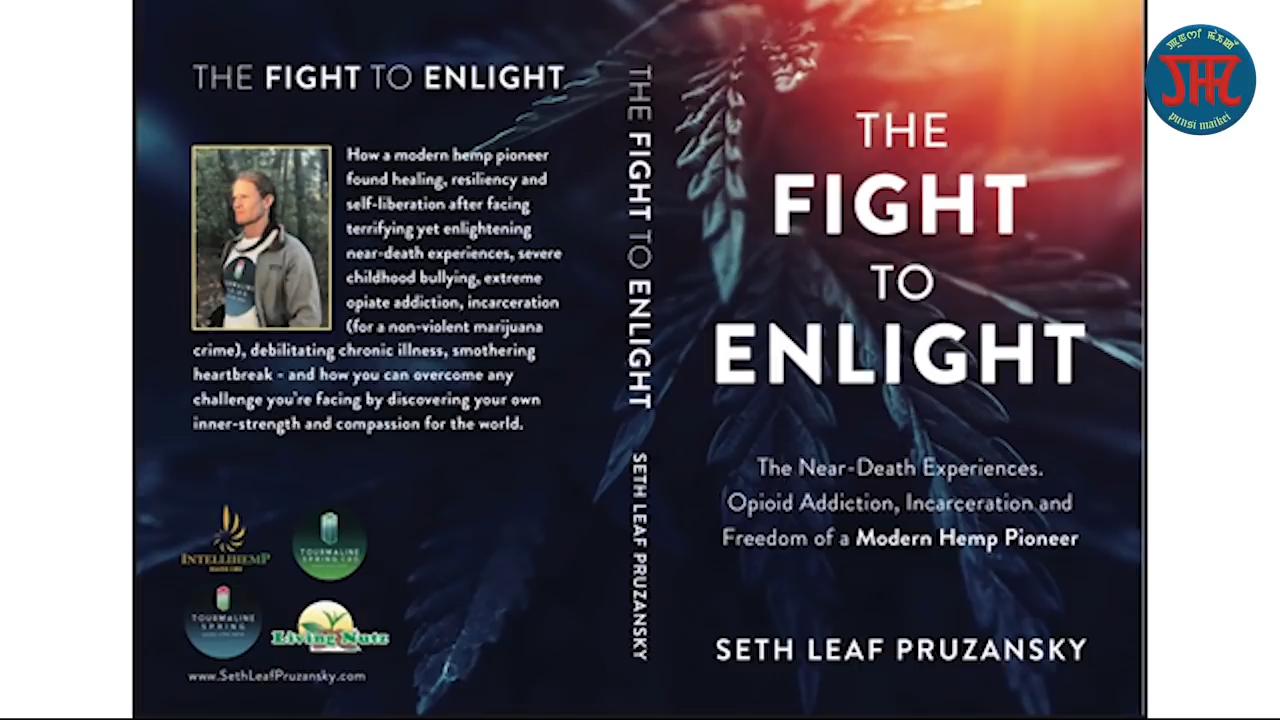 THE FIGHT TO ENLIGHT
How a modern hemp pioneer
found healing, resiliency and
self-liberation after facing
terrifying yet enlightening
near-death experiences, severe
childhood bullying, extreme
opiate addiction, incarceration
(for a non-violent marijuana
crime), debilitating chronic illness, smothering
heartbreak - and how you can overcome any
challenge you're facing by discovering your own
inner-strength and compassion for the world.
INTELLIHEMP
TOURMALINE
SPRING CBD
TOURMALINE
SPRING
Living Nutz
www.SethLeafPruzansky.com
THE FIGHT TO ENLIGHT
SETH LEAF PRUZANSKY
THE
FIGHT
TO
ENLIGHT
The Near-Death Experiences.
Opioid Addiction, Incarceration and
Freedom of a Modern Hemp Pioneer
SETH LEAF PRUZANSKY
punsi maikei